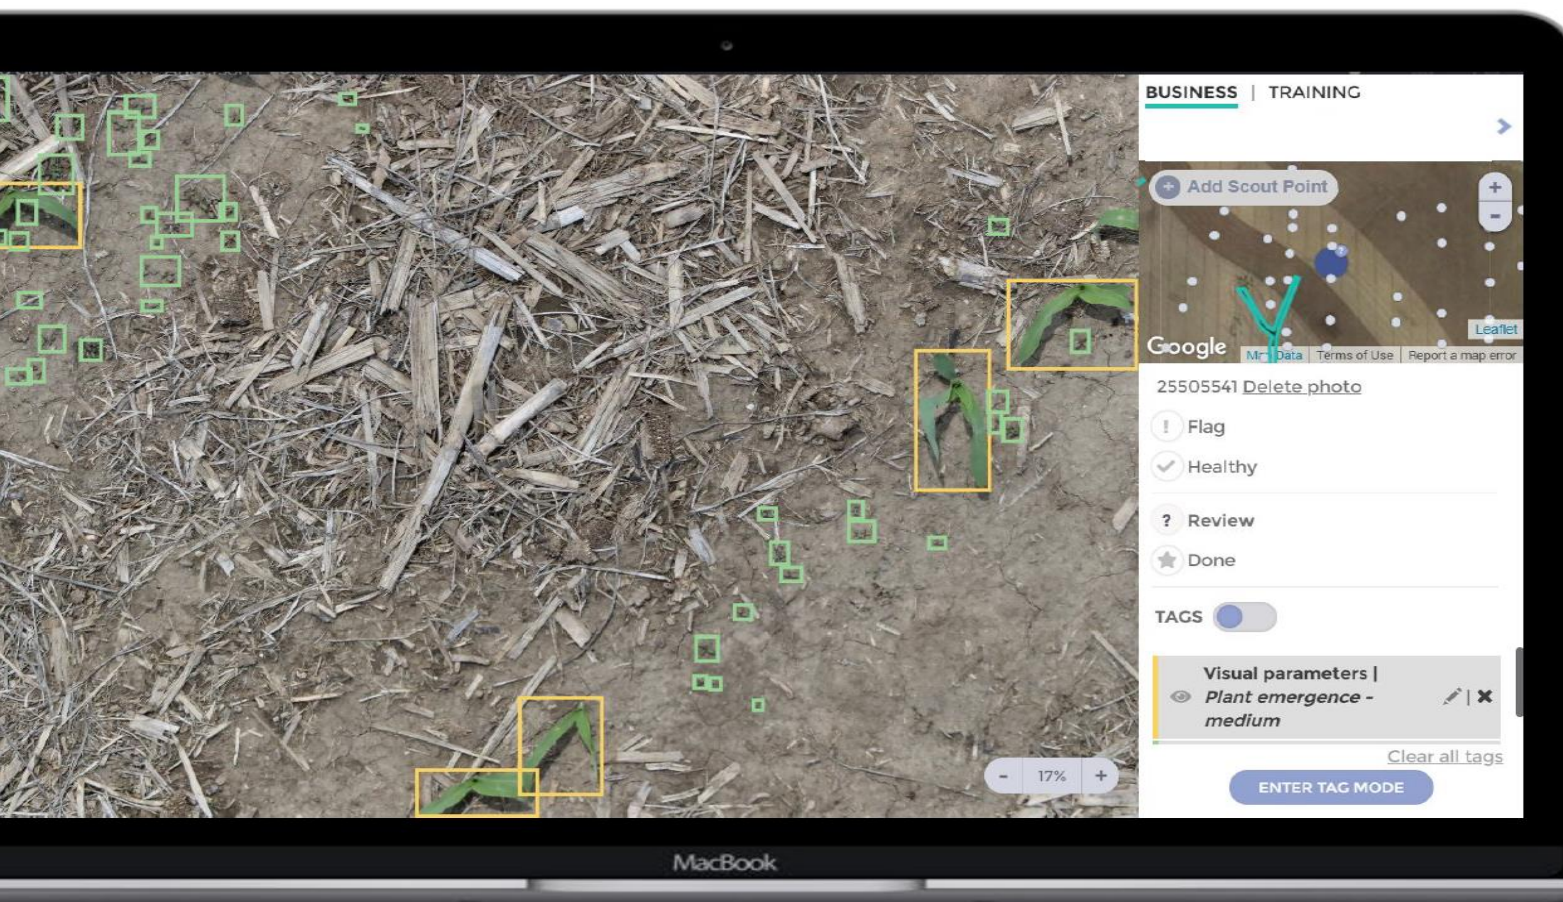 BUSINESS | TRAINING
Add Scout Point
+
-
Leaflet
Google
Map Data
Terms of Use
Report a map error
25505541 Delete photo
! Flag
Healthy
? Review
Done
TAGS
Visual parameters |
Plant emergence -
medium
Clear all tags
- 17% +
ENTER TAG MODE
MacBook